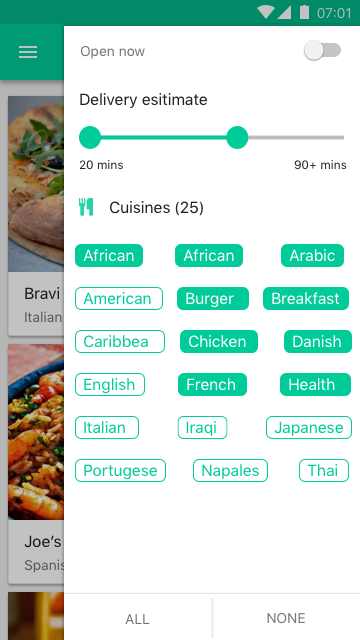 07:01
Open now
Delivery esitimate
20 mins 90+ mins
Cuisines (25)
African African Arabic
American Burger Breakfast
Caribbea Chicken Danish
English French Health
Italian Iraqi Japanese
Portugese Napales Thai
Bravi
Italian
Joe's
Spanis
ALL NONE